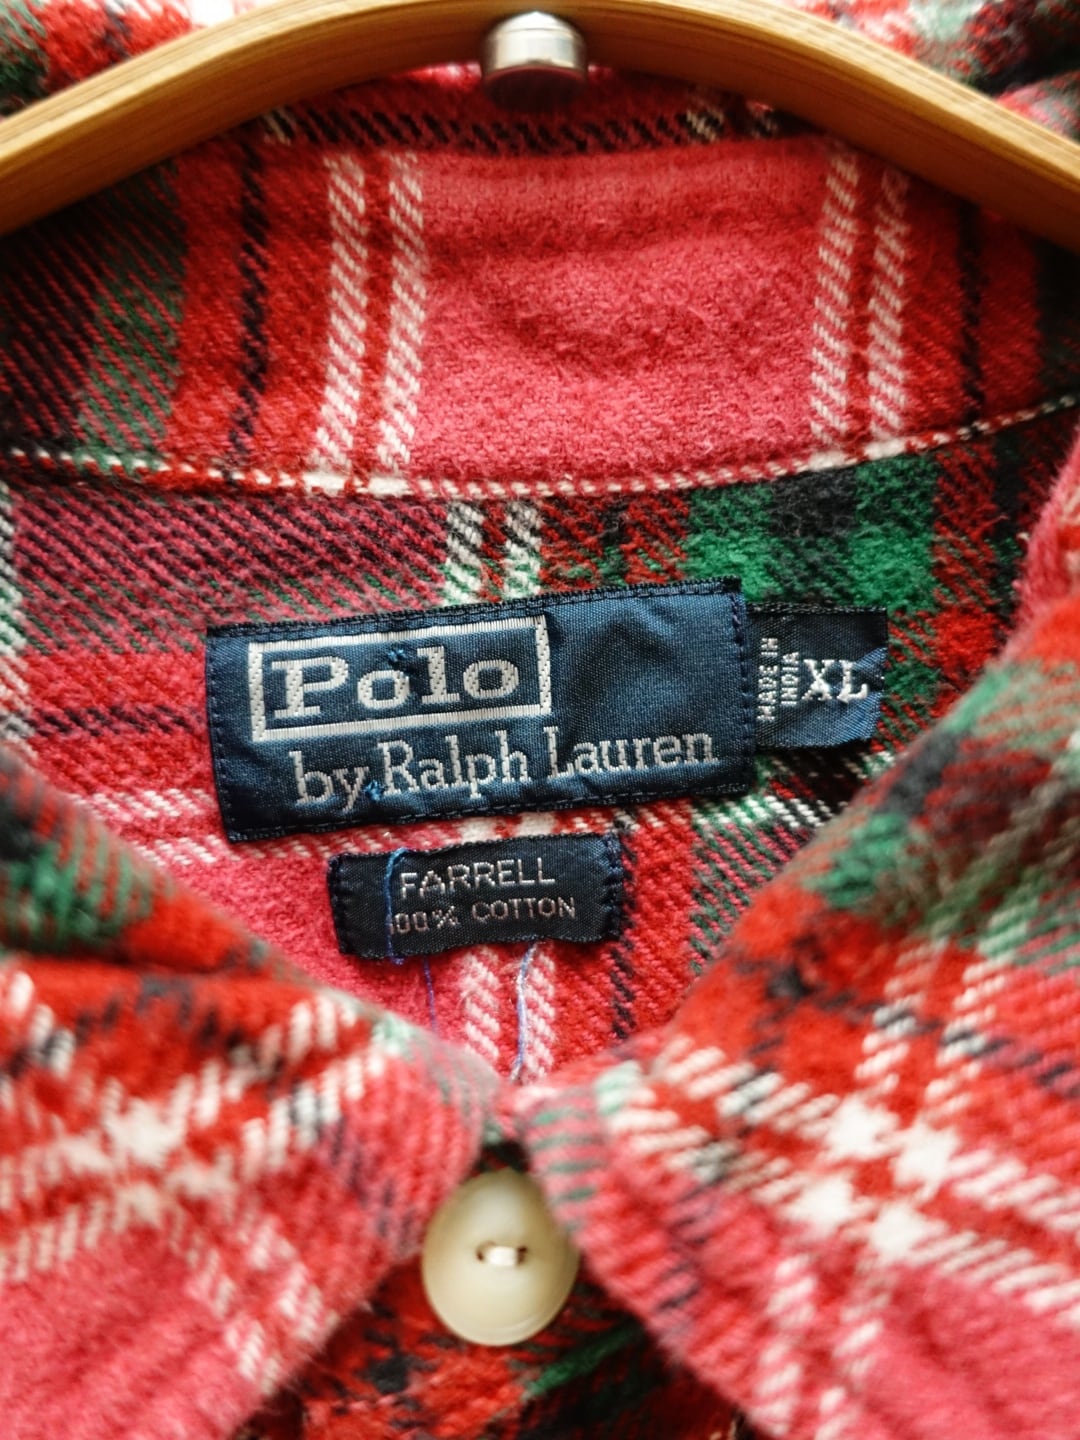 Polo
by Ralph Lauren
MADE IN
INDIA
XL
FARRELL
100% COTTON